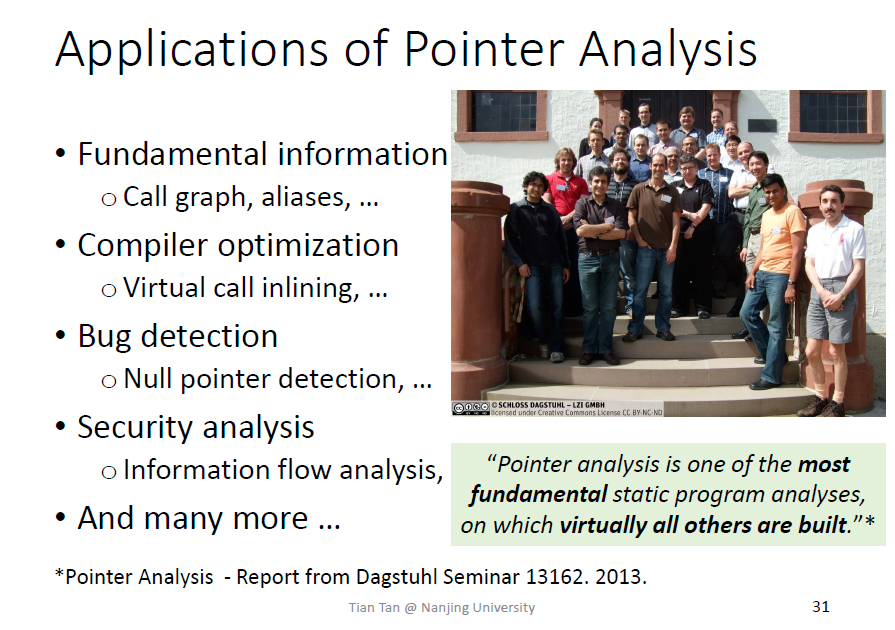 Applications of Pointer Analysis
• Fundamental information
o Call graph, aliases, …
• Compiler optimization
o Virtual call inlining, …
• Bug detection
o Null pointer detection, …
• Security analysis
o Information flow analysis,
• And many more …
© SCHLOSS DAGSTUHL – LZI GMBH
licensed under Creative Commons License CC BY-NC-ND
“Pointer analysis is one of the most
fundamental static program analyses,
on which virtually all others are built.”*
*Pointer Analysis - Report from Dagstuhl Seminar 13162. 2013.
Tian Tan @ Nanjing University
31